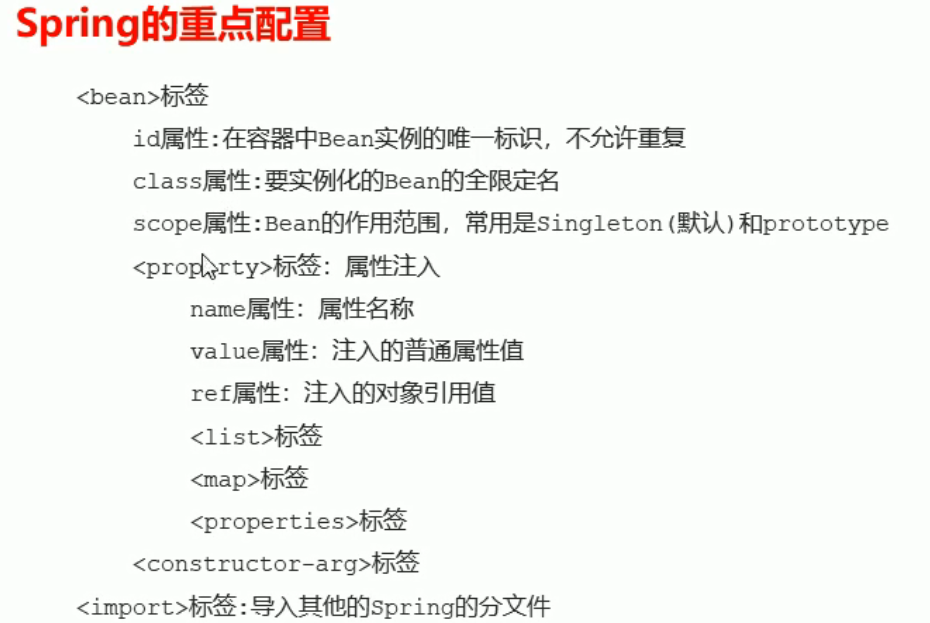 Spring的重点配置
<bean>标签
id属性:在容器中Bean实例的唯一标识，不允许重复
class属性:要实例化的Bean的全限定名
scope属性:Bean的作用范围，常用是Singleton(默认)和prototype
<property>标签：属性注入
name属性：属性名称
value属性：注入的普通属性值
ref属性：注入的对象引用值
<list>标签
<map>标签
<properties>标签
<constructor-arg>标签
<import>标签:导入其他的Spring的分文件